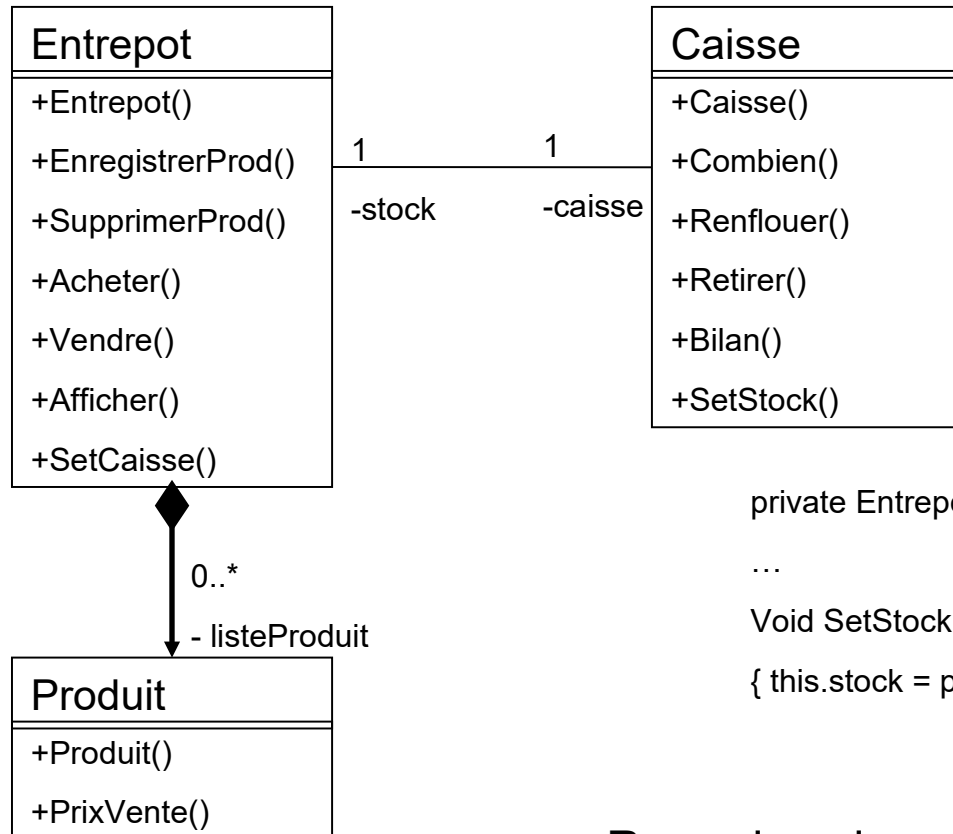 Entrepot
+Entrepot()
+EnregistrerProd()
+SupprimerProd()
+Acheter()
+Vendre()
+Afficher()
+SetCaisse()
1
-stock
1
-caisse
Caisse
+Caisse()
+Combien()
+Renflouer()
+Retirer()
+Bilan()
+SetStock()
0..*
- listeProduit
private Entrep
…
Void SetStock
{ this.stock = p
Produit
+Produit()
+PrixVente()